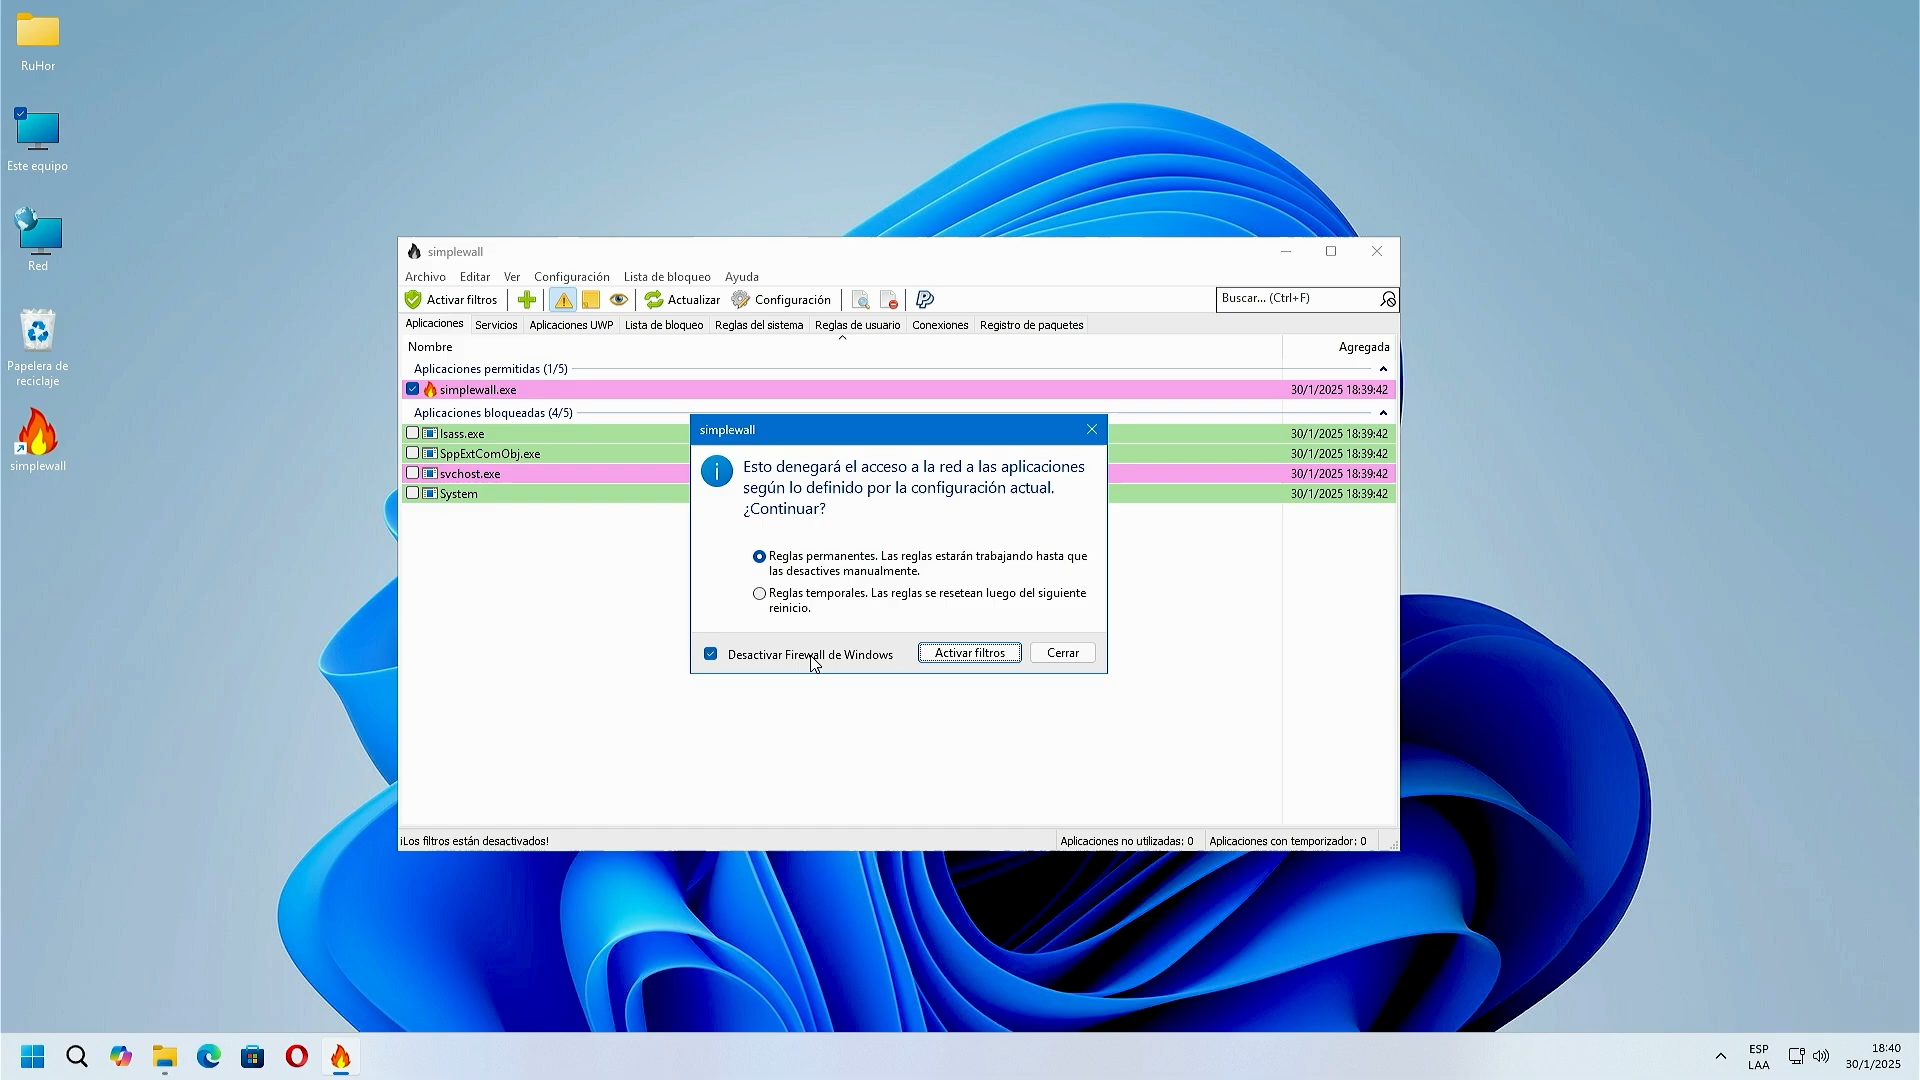 RuHor
Este equipo
Red
Papelera de
reciclaje
simplewall
simplewall
Archivo Editar Ver Configuración Lista de bloqueo Ayuda
Activar filtros Actualizar Configuración Buscar... (Ctrl+F)
Aplicaciones Servicios Aplicaciones UWP Lista de bloqueo Reglas del sistema Reglas de usuario Conexiones Registro de paquetes
Nombre Agregada
Aplicaciones permitidas (1/5)
simplewall.exe 30/1/2025 18:39:42
Aplicaciones bloqueadas (4/5)
lsass.exe 30/1/2025 18:39:42
SppExtComObj.exe 30/1/2025 18:39:42
svchost.exe 30/1/2025 18:39:42
System 30/1/2025 18:39:42
simplewall
Esto denegará el acceso a la red a las aplicaciones
según lo definido por la configuración actual.
¿Continuar?
Reglas permanentes. Las reglas estarán trabajando hasta que
las desactives manualmente.
Reglas temporales. Las reglas se resetean luego del siguiente
reinicio.
Desactivar Firewall de Windows Activar filtros Cerrar
¡Los filtros están desactivados! Aplicaciones no utilizadas: 0 Aplicaciones con temporizador: 0
ESP
LAA
18:40
30/1/2025